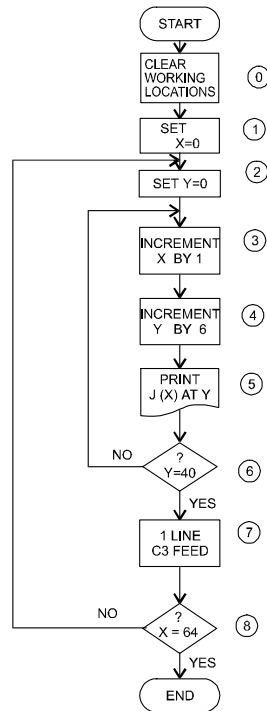 START
CLEAR
WORKING
LOCATIONS
0
SET
X=0
1
2
SET Y=0
INCREMENT
X BY 1
3
INCREMENT
Y BY 6
4
PRINT
J (X) AT Y
5
NO
?
Y=40
6
YES
1 LINE
C3 FEED
7
NO
?
X = 64
8
YES
END